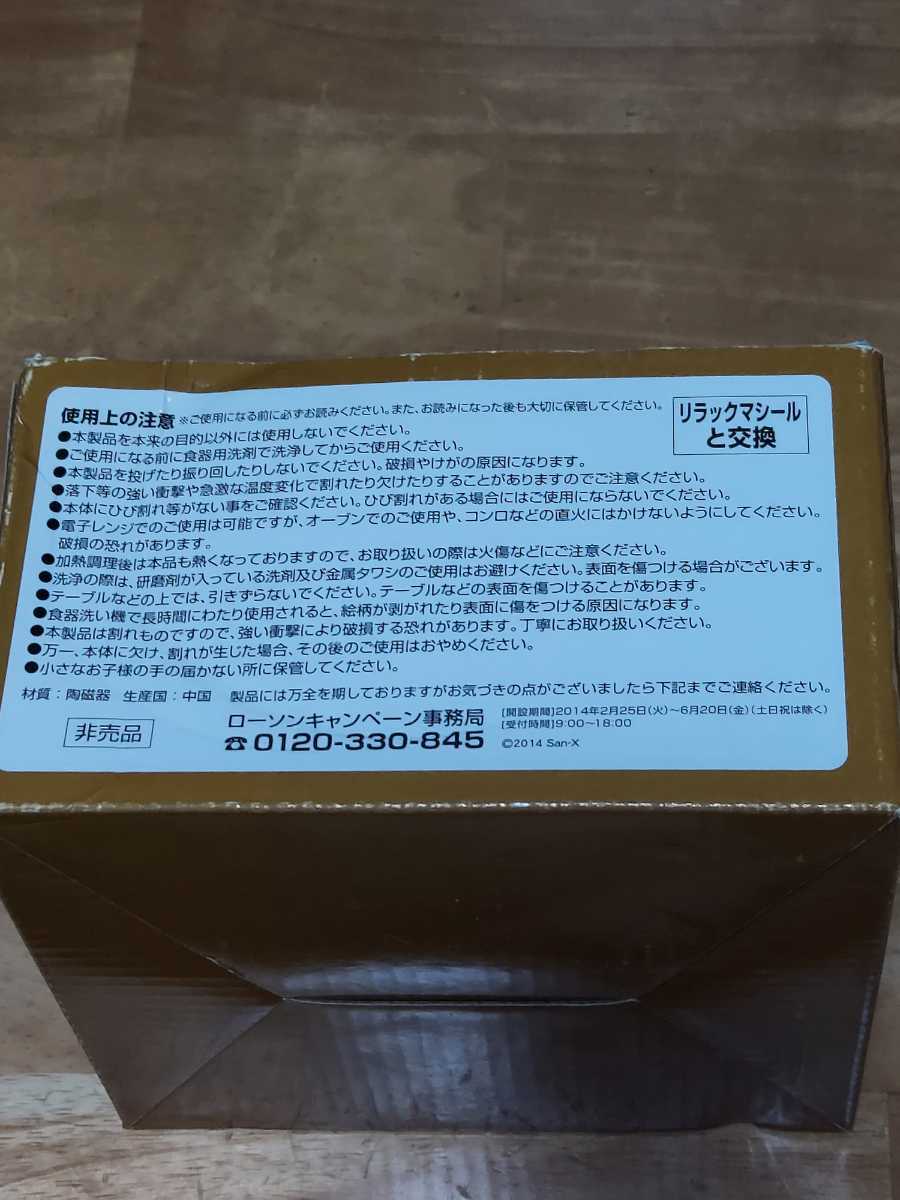 使用上の注意 ※ご使用になる前に必ずお読みください。また、お読みになった後も大切に保管してください。
リラックマシール
と交換
●本製品を本来の目的以外には使用しないでください。
●ご使用になる前に食器用洗剤で洗浄してからご使用ください。
●本製品を投げたり振り回したりしないでください。破損やけがの原因になります。
●落下等の強い衝撃や急激な温度変化で割れたり欠けたりすることがありますのでご注意ください。
●本体にひび割れ等がない事をご確認ください。ひび割れがある場合にはご使用にならないでください。
●電子レンジでのご使用は可能ですが、オーブンでのご使用や、コンロなどの直火にはかけないようにしてください。
破損の恐れがあります。
●加熱調理後は本品も熱くなっておりますので、お取り扱いの際は火傷などにご注意ください。
●洗浄の際は、研磨剤が入っている洗剤及び金属タワシのご使用はお避けください。表面を傷つける場合がございます。
●テーブルなどの上では、引きずらないでください。テーブルなどの表面を傷つけることがあります。
●食器洗い機で長時間にわたり使用されると、絵柄が剥がれたり表面に傷をつける原因になります。
●本製品は割れものですので、強い衝撃により破損する恐れがあります。丁寧にお取り扱いください。
●万一、本体に欠け、割れが生じた場合、その後のご使用はおやめください。
●小さなお子様の手の届かない所に保管してください。
材質：陶磁器 生産国：中国 製品には万全を期しておりますがお気づきの点がございましたら下記までご連絡ください。
非売品
ローソンキャンペーン事務局
☎0120-330-845
[開設期間]2014年2月25日(火)～6月20日(金)(土日祝は除く)
[受付時間]9:00～18:00
©2014 San-X